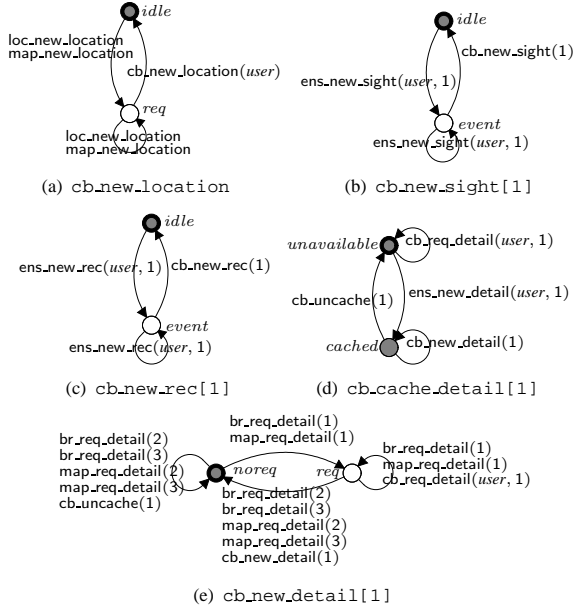 idle
loc_new_location
map_new_location
cb_new_location(user)
req
loc_new_location
map_new_location
(a) cb_new_location
idle
cb_new_sight(1)
ens_new_sight(user, 1)
event
ens_new_sight(user, 1)
(b) cb_new_sight[1]
idle
ens_new_rec(user, 1)
cb_new_rec(1)
event
ens_new_rec(user, 1)
(c) cb_new_rec[1]
unavailable
cb_req_detail(user, 1)
cb_uncache(1)
ens_new_detail(user, 1)
cached
cb_new_detail(1)
(d) cb_cache_detail[1]
br_req_detail(2)
br_req_detail(3)
map_req_detail(2)
map_req_detail(3)
cb_uncache(1)
noreq
br_req_detail(1)
map_req_detail(1)
req
br_req_detail(1)
map_req_detail(1)
cb_req_detail(user, 1)
br_req_detail(2)
br_req_detail(3)
map_req_detail(2)
map_req_detail(3)
cb_new_detail(1)
(e) cb_new_detail[1]